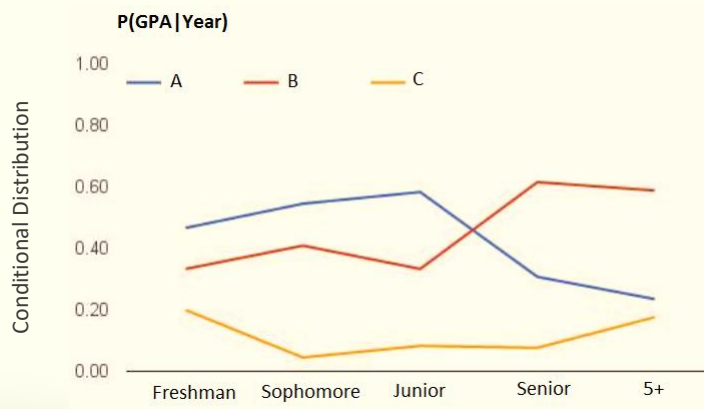 P(GPA|Year)
Conditional Distribution
1.00
A B C
0.80
0.60
0.40
0.20
0.00
Freshman Sophomore Junior Senior 5+